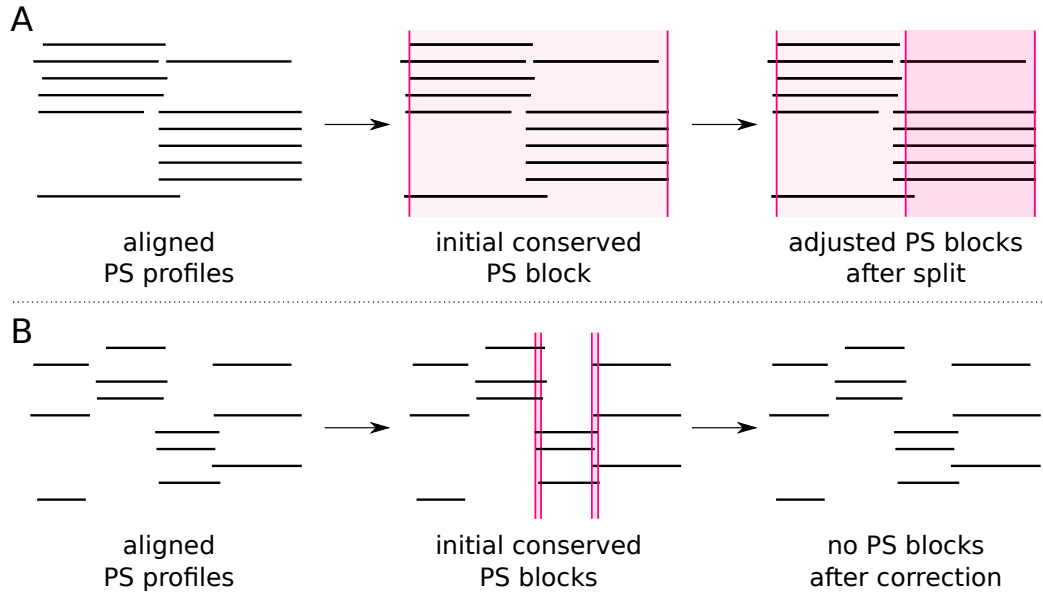 A
aligned
PS profiles
initial conserved
PS block
adjusted PS blocks
after split
B
aligned
PS profiles
initial conserved
PS blocks
no PS blocks
after correction